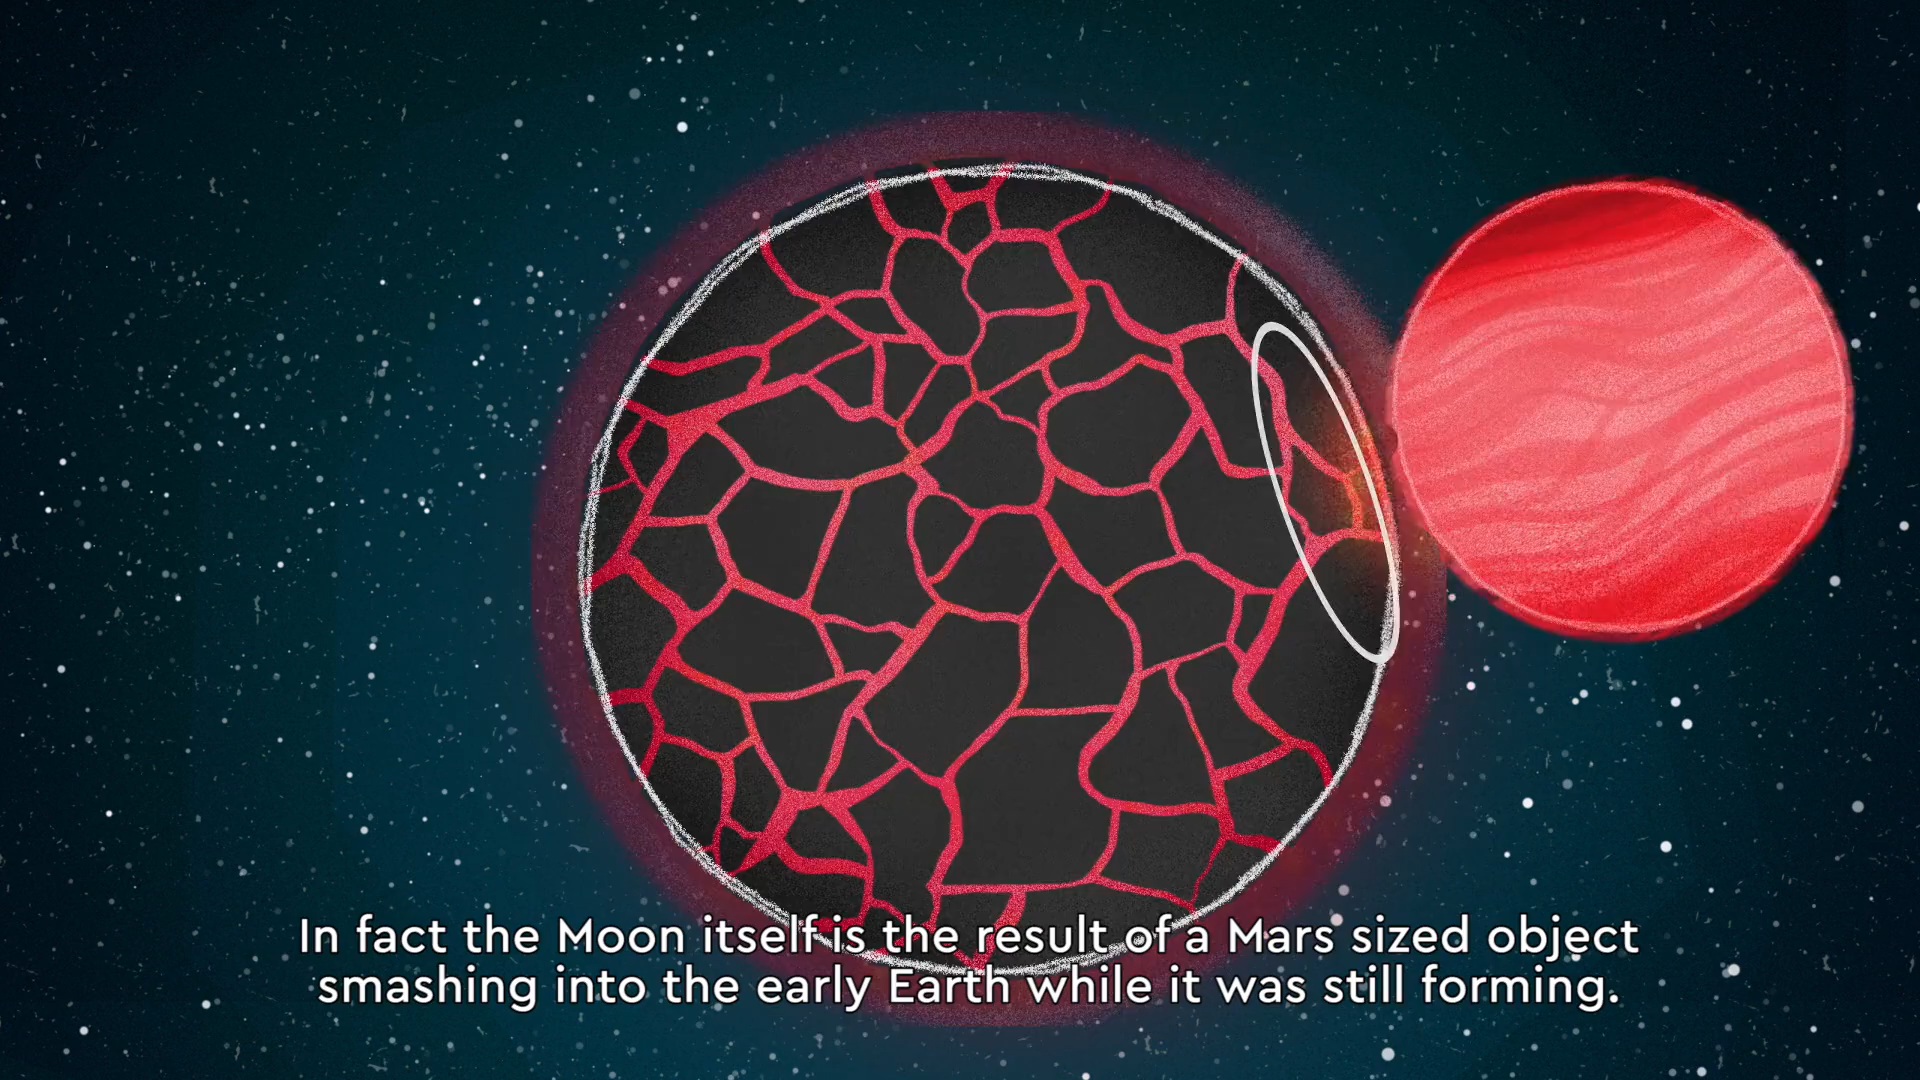 In fact the Moon itself is the result of a Mars sized object
smashing into the early Earth while it was still forming.